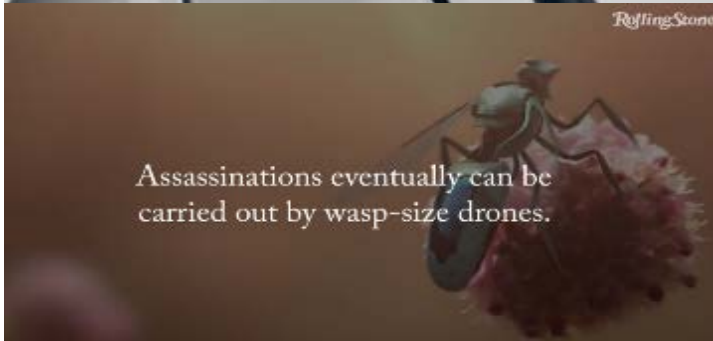 RollingStone
Assassinations eventually can be
carried out by wasp-size drones.